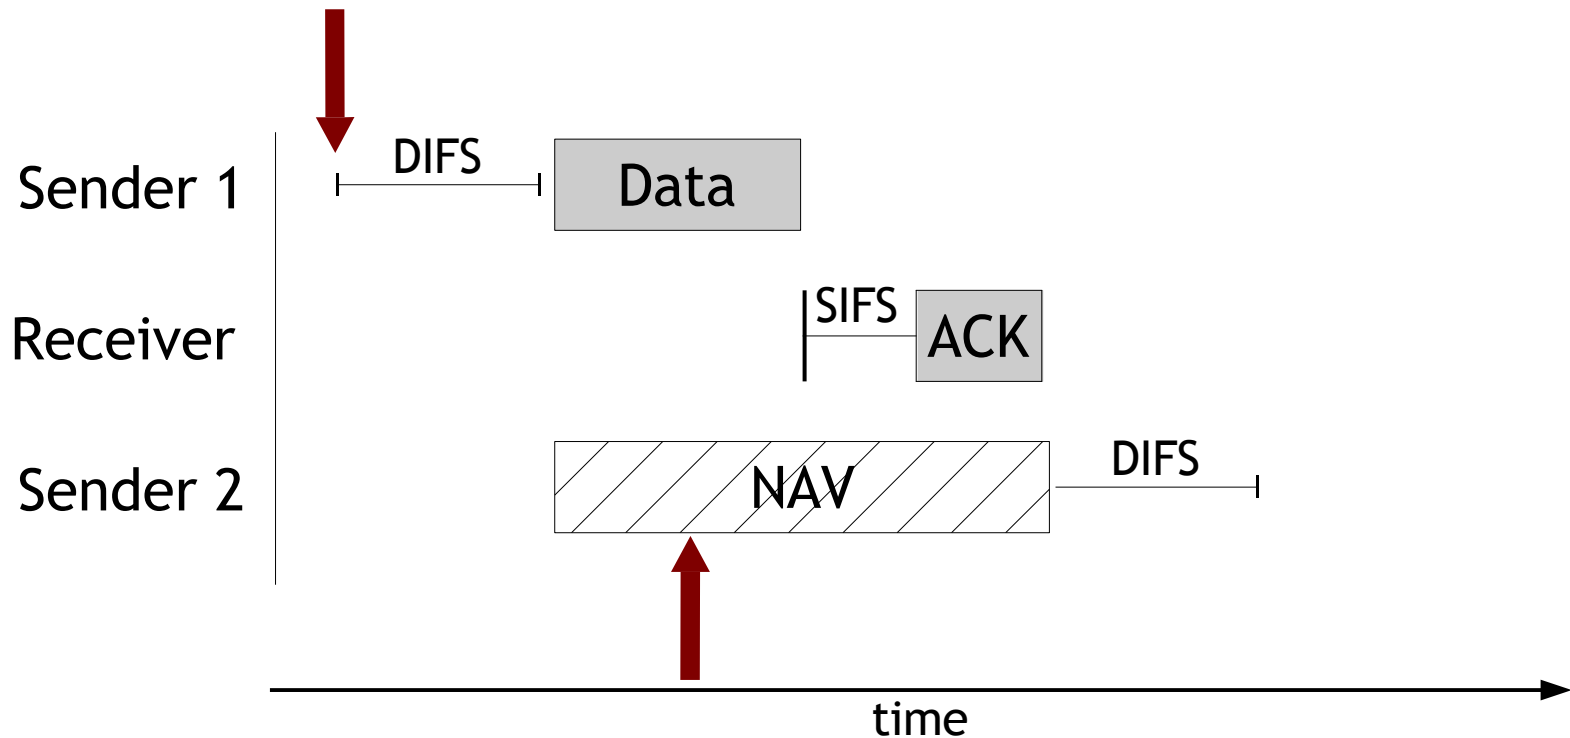 DIFS
Sender 1
Data
SIFS
Receiver
ACK
DIFS
Sender 2
NAV
time